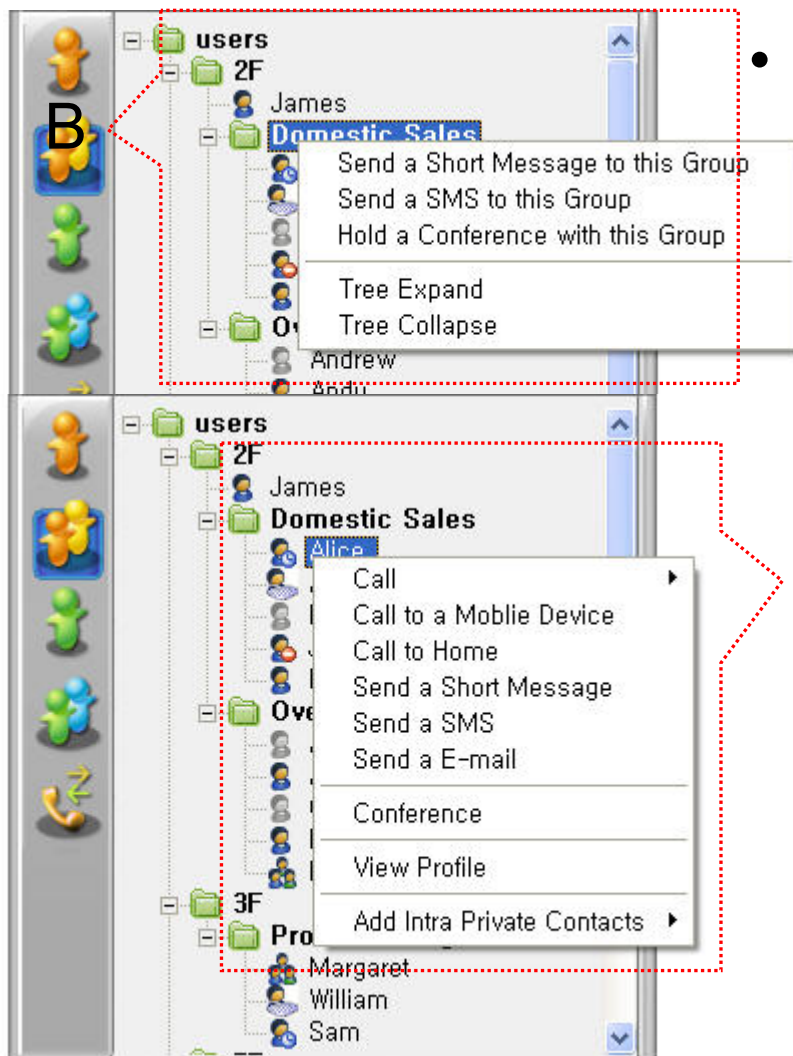 users
2F
James
B
Domestic Sales
Send a Short Message to this Group
Send a SMS to this Group
Hold a Conference with this Group
Tree Expand
Tree Collapse
Andrew
Andy
users
2F
James
Domestic Sales
Alice
Call
Call to a Moblie Device
Call to Home
Send a Short Message
Send a SMS
Send a E-mail
Conference
View Profile
Add Intra Private Contacts
3F
Margaret
William
Sam